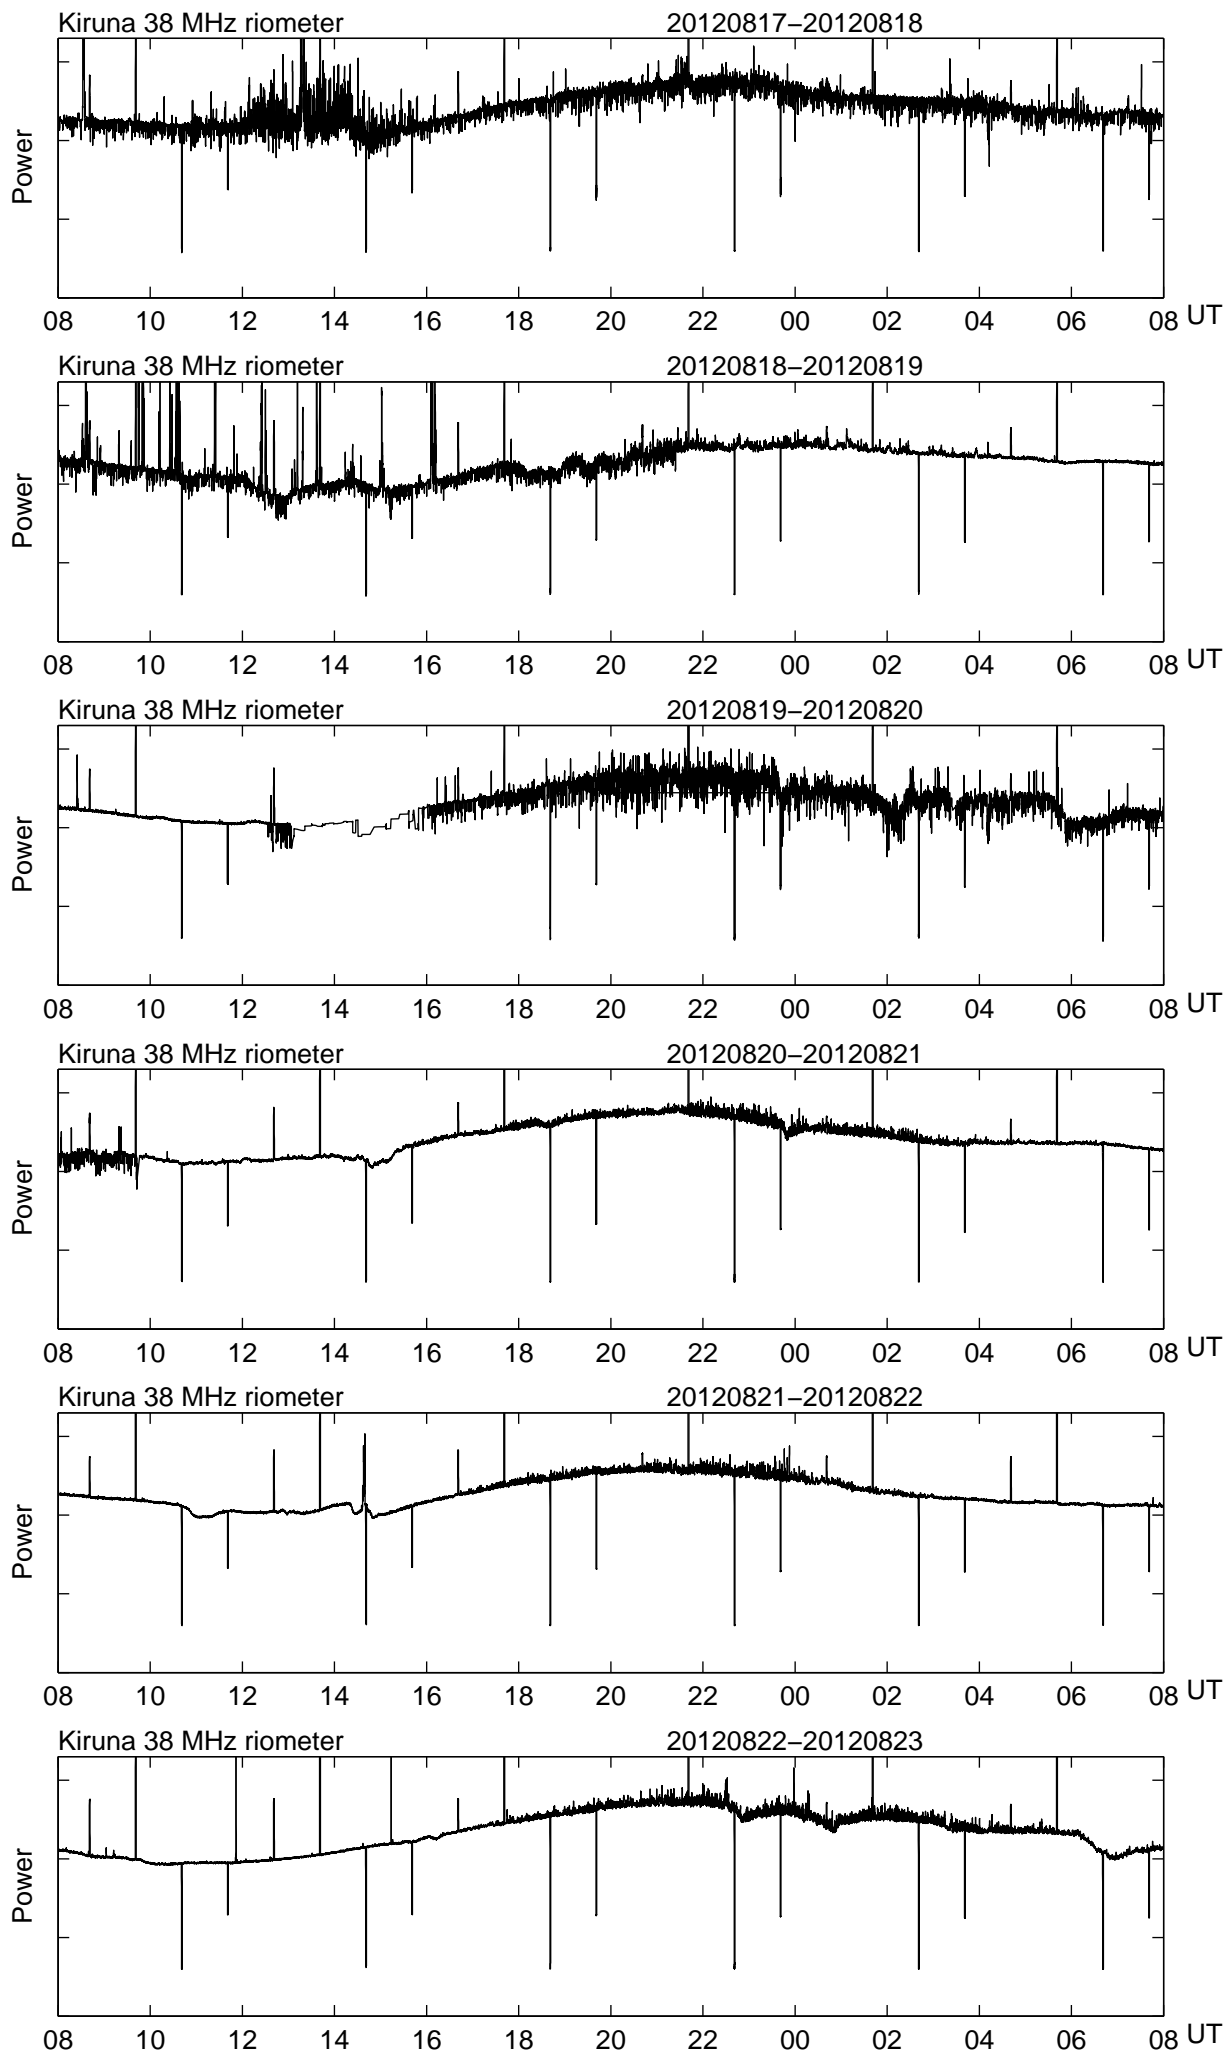 Kiruna 38 MHz riometer 20120817−20120818
Power
08 10 12 14 16 18 20 22 00 02 04 06 08 UT
Kiruna 38 MHz riometer 20120818−20120819
Power
08 10 12 14 16 18 20 22 00 02 04 06 08 UT
Kiruna 38 MHz riometer 20120819−20120820
Power
08 10 12 14 16 18 20 22 00 02 04 06 08 UT
Kiruna 38 MHz riometer 20120820−20120821
Power
08 10 12 14 16 18 20 22 00 02 04 06 08 UT
Kiruna 38 MHz riometer 20120821−20120822
Power
08 10 12 14 16 18 20 22 00 02 04 06 08 UT
Kiruna 38 MHz riometer 20120822−20120823
Power
08 10 12 14 16 18 20 22 00 02 04 06 08 UT